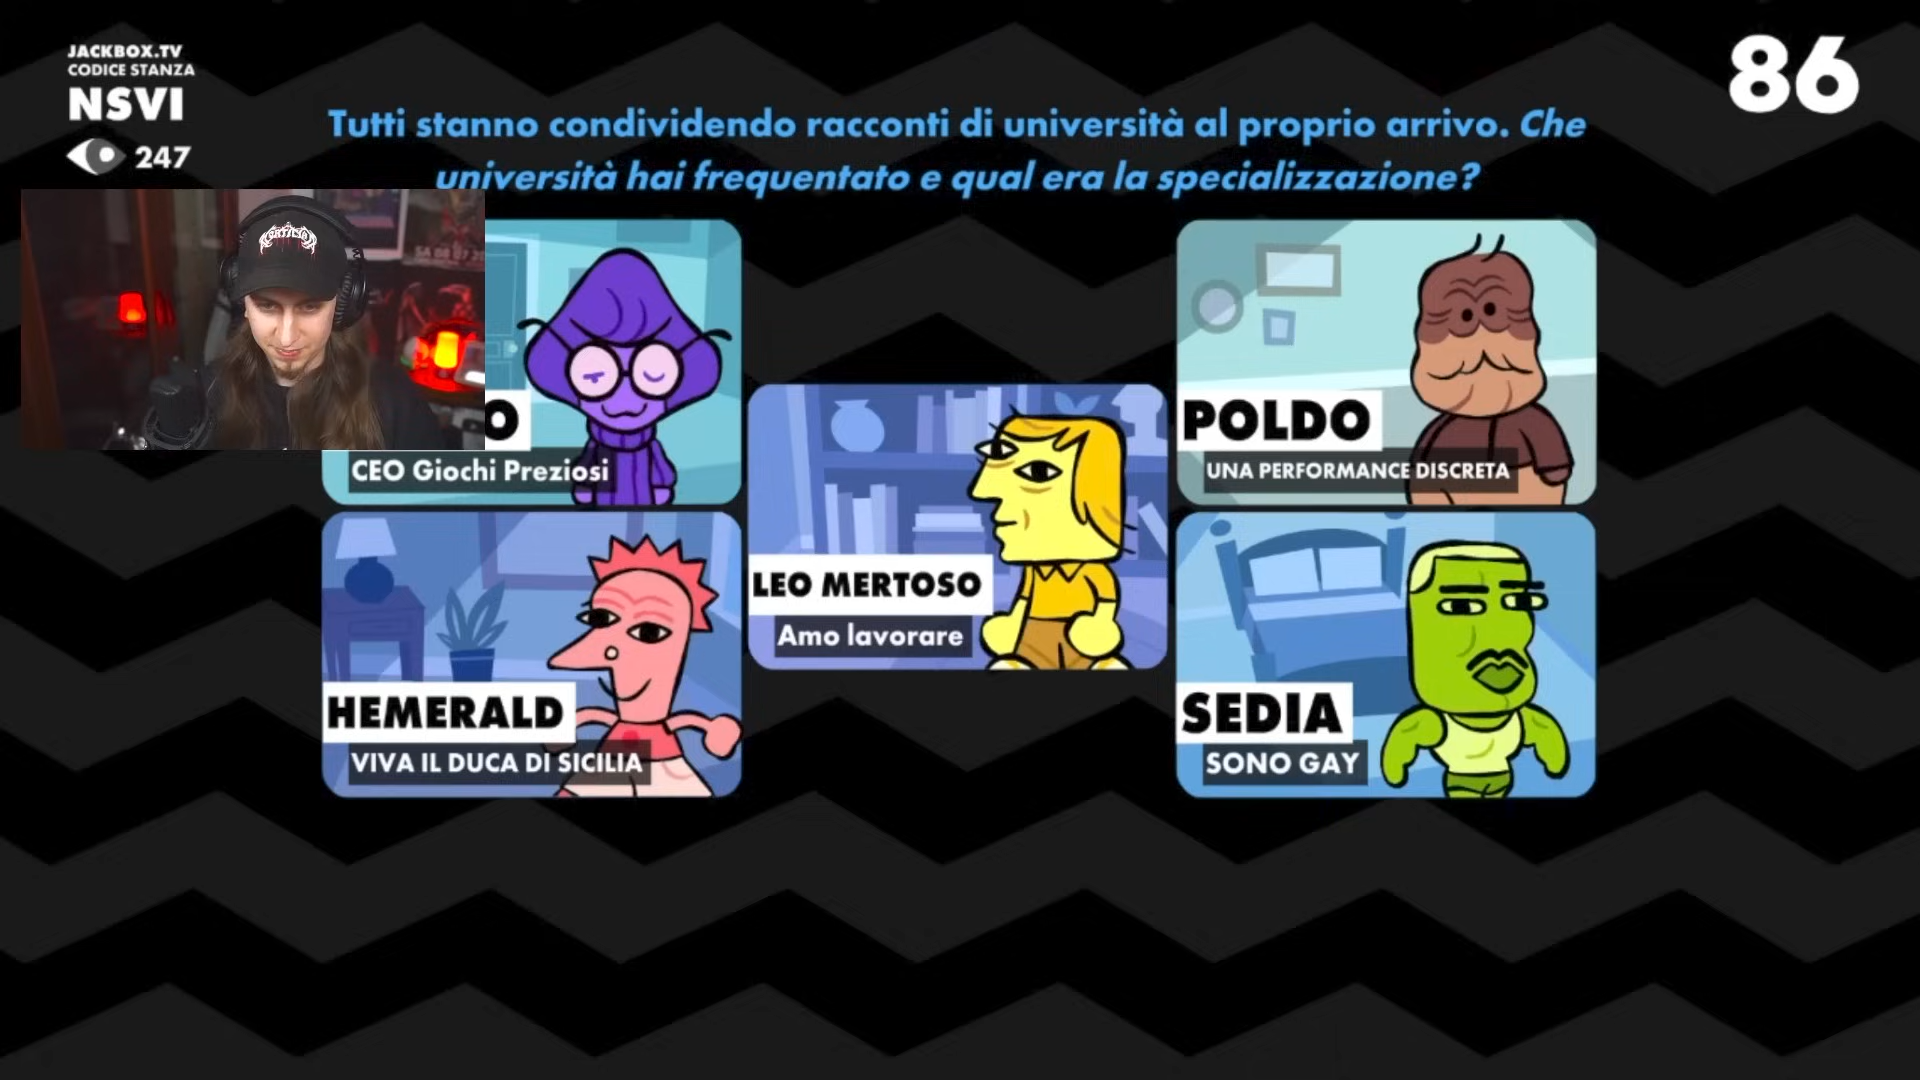 JACKBOX.TV
CODICE STANZA
NSVI
247
86
Tutti stanno condividendo racconti di università al proprio arrivo. Che
università hai frequentato e qual era la specializzazione?
O
CEO Giochi Preziosi
POLDO
UNA PERFORMANCE DISCRETA
LEO MERTOSO
Amo lavorare
HEMERALD
VIVA IL DUCA DI SICILIA
SEDIA
SONO GAY